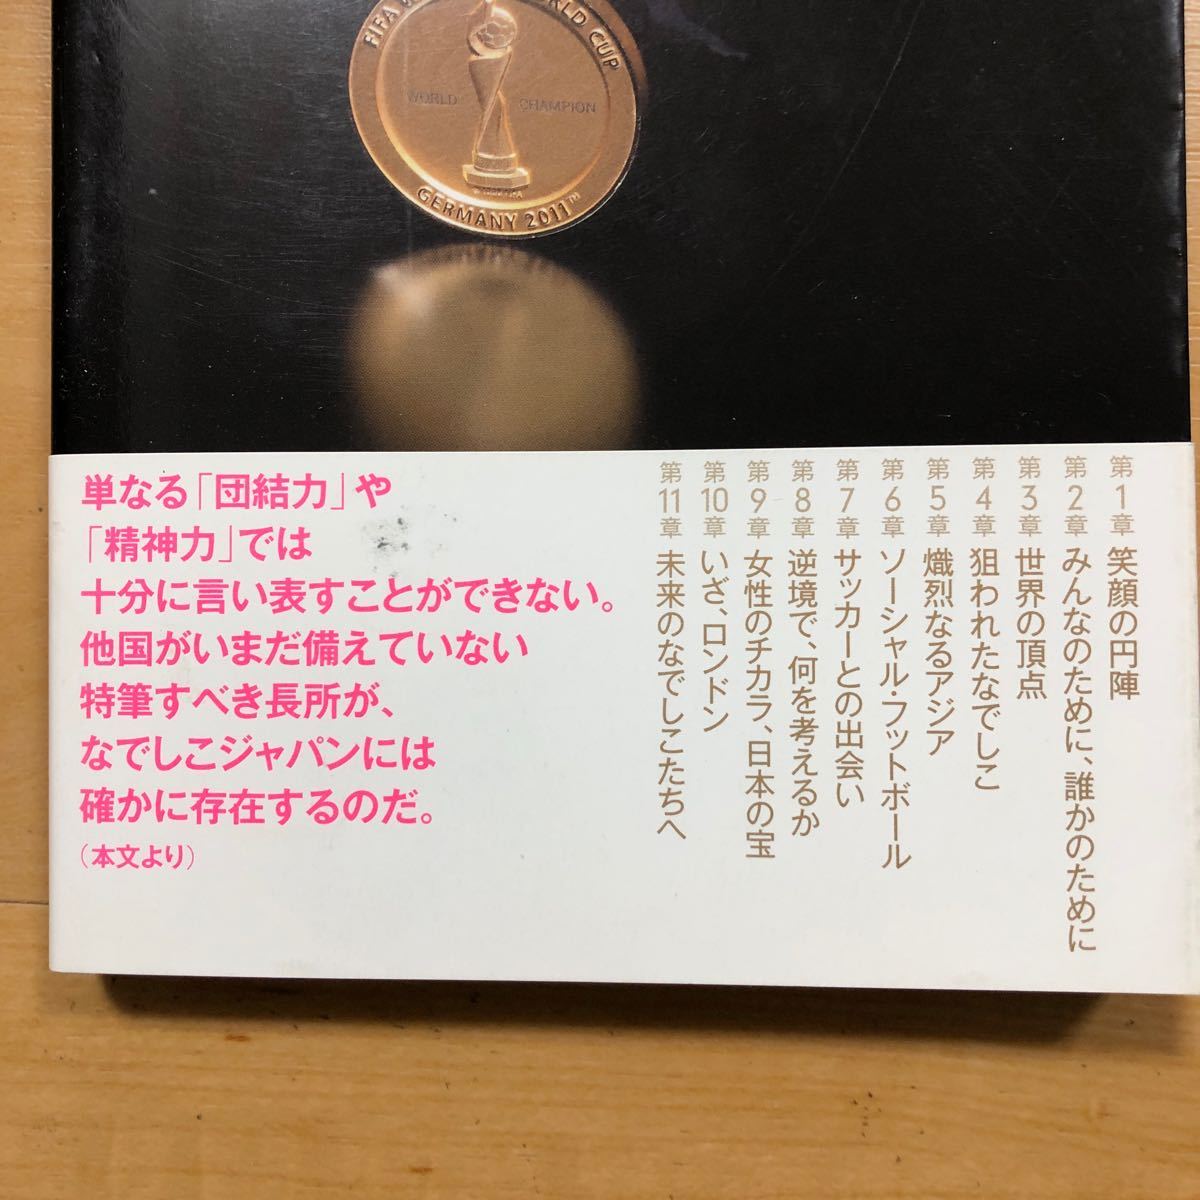 FIFA W WORLD CUP
WORLD CHAMPION
GERMANY 2011™
単なる「団結力」や
「精神力」では
十分に言い表すことができない。
他国がいまだ備えていない
特筆すべき長所が、
なでしこジャパンには
確かに存在するのだ。
（本文より）
第1章 笑顔の円陣
第2章 みんなのために、誰かのために
第3章 世界の頂点
第4章 狙われたなでしこ
第5章 熾烈なるアジア
第6章 ソーシャル・フットボール
第7章 サッカーとの出会い
第8章 逆境で、何を考えるか
第9章 女性のチカラ、日本の宝
第10章 いざ、ロンドン
第11章 未来のなでしこたちへ